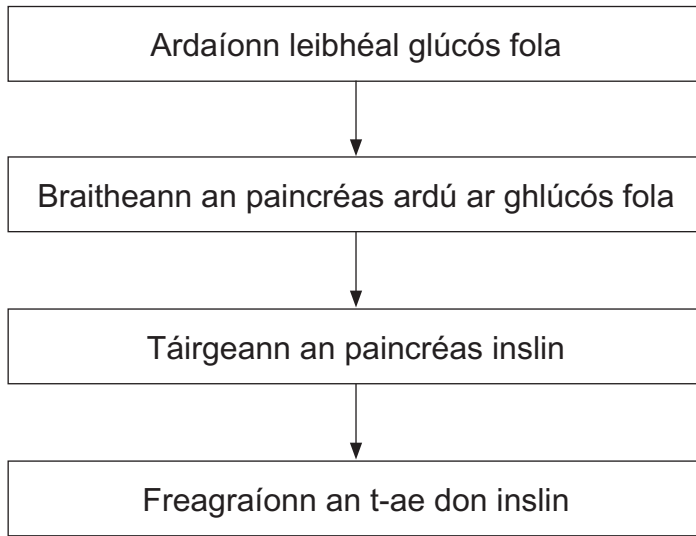 Ardaíonn leibhéal glúcós fola
Braitheann an paincréas ardú ar ghlúcós fola
Táirgeann an paincréas inslin
Freagraíonn an t-ae don inslin